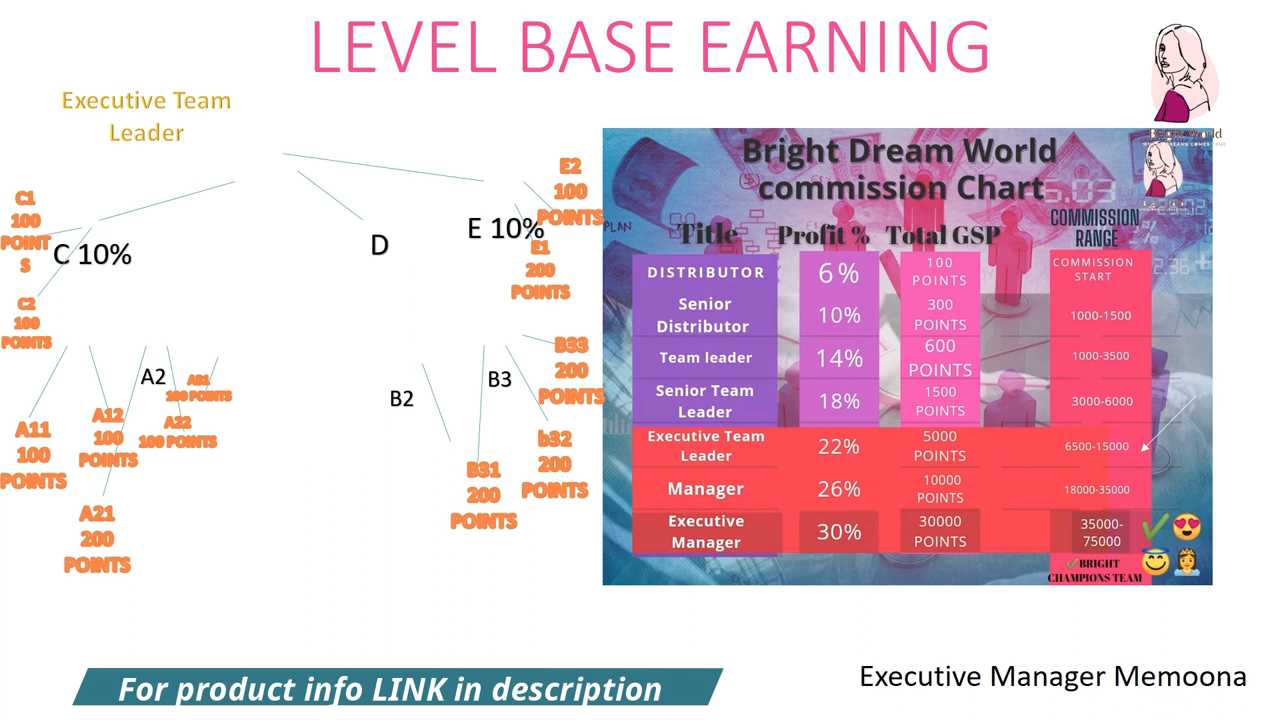 LEVEL BASE EARNING
Executive Team
Leader
C1
100
POINT
S
C 10%
C2
100
POINTS
D
E 10%
E2
100
POINTS
E1
200
POINTS
A11
100
POINTS
A12
100
POINTS
A2
A21
200
POINTS
100 POINTS
A22
100 POINTS
B2
B3
B31
200
POINTS
b32
200
POINTS
B33
200
POINTS
Bright Dream World
commission Chart
PLAN
Title Profit % Total GSP COMMISSION
RANGE
DISTRIBUTOR 6% 100
POINTS COMMISSION
START
Senior
Distributor 10% 300
POINTS 1000-1500
Team leader 14% 600
POINTS 1000-3500
Senior Team
Leader 18% 1500
POINTS 3000-6000
Executive Team
Leader 22% 5000
POINTS 6500-15000
Manager 26% 10000
POINTS 18000-35000
Executive
Manager 30% 30000
POINTS 35000-
75000
BRIGHT
CHAMPIONS TEAM
For product info LINK in description
Executive Manager Memoona